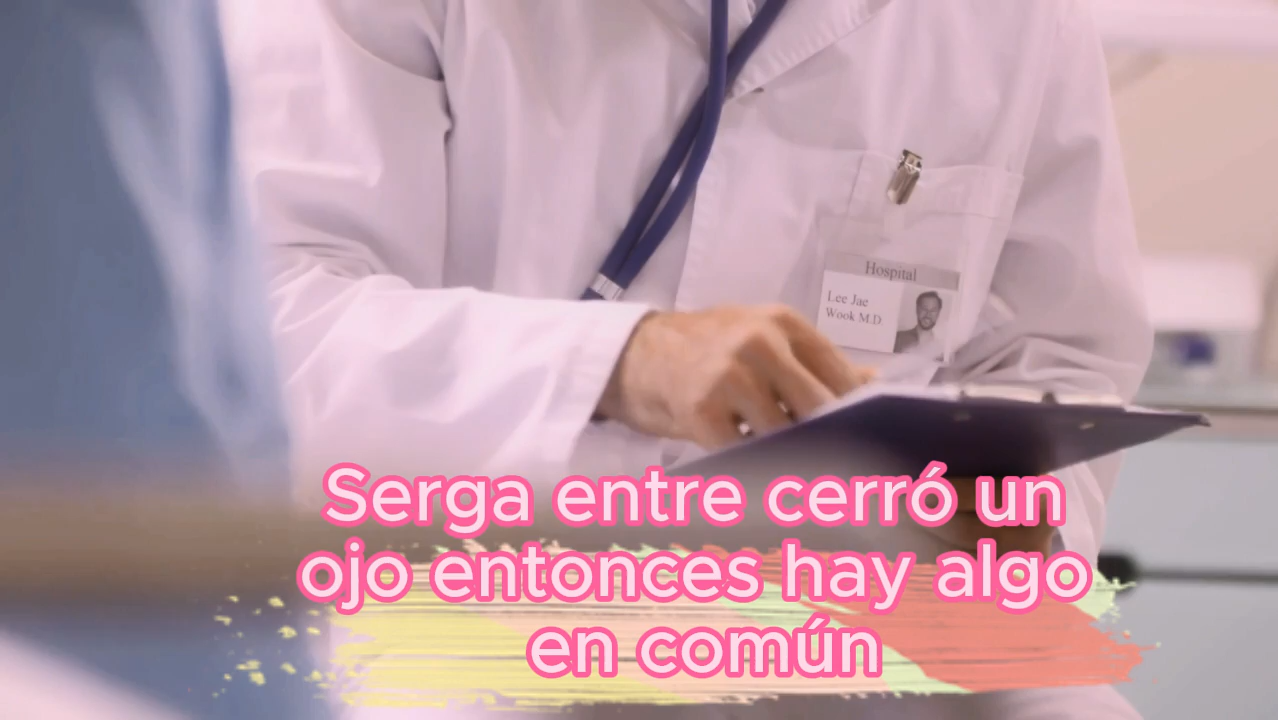 Hospital
Lee Jae
Wook M.D.
Serga entre cerró un
ojo entonces hay algo
en común